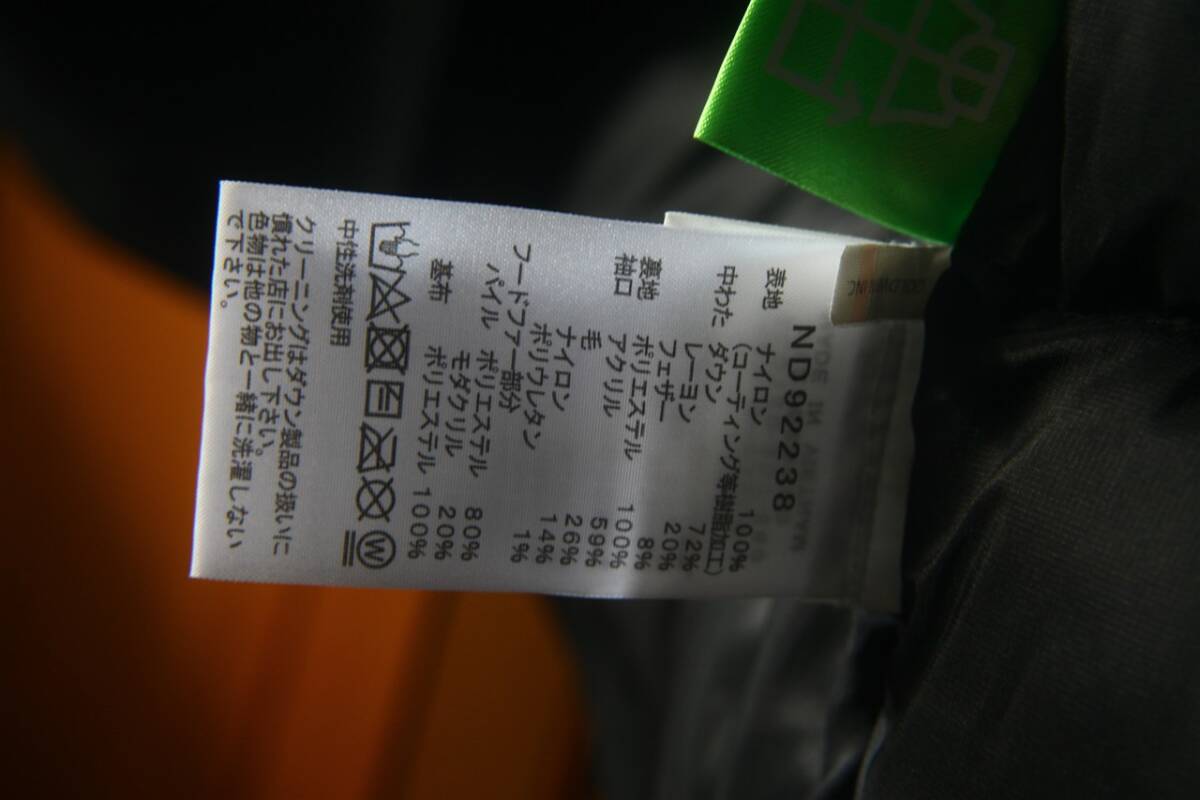 GOLDWIN INC
ND92238
表地 ナイロン 100%
(コーティング等樹脂加工)
中わた ダウン 72%
レーヨン 20%
フェザー 8%
裏地 ポリエステル 100%
袖口 アクリル 59%
毛 26%
ナイロン 14%
ポリウレタン 1%
フードファー部分
パイル ポリエステル 80%
モダクリル 20%
基布 ポリエステル 100%
中性洗剤使用
クリーニングはダウン製品の扱いに
慣れた店にお出し下さい。
色物は他の物と一緒に洗濯しない
で下さい。